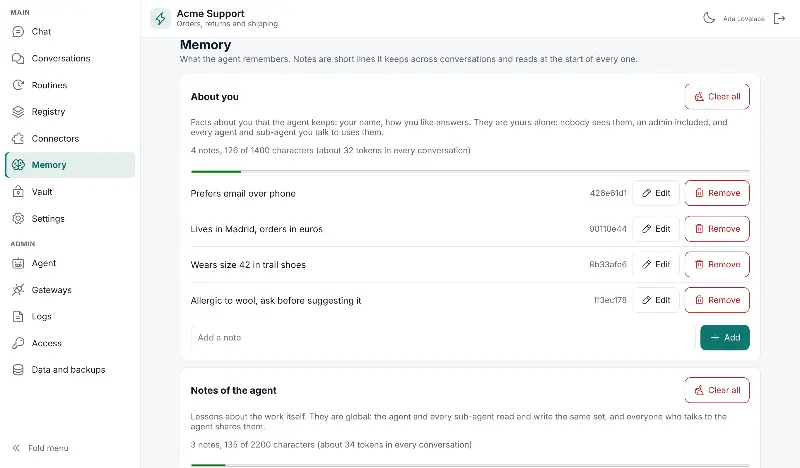 MAIN
Chat
Conversations
Routines
Registry
Connectors
Memory
Vault
Settings
ADMIN
Agent
Gateways
Logs
Access
Data and backups
Fold menu
Acme Support
Orders, returns and shipping
Ada Lovelace
Memory
What the agent remembers. Notes are short lines it keeps across conversations and reads at the start of every one.
About you
Clear all
Facts about you that the agent keeps: your name, how you like answers. They are yours alone: nobody sees them, an admin included, and
every agent and sub-agent you talk to uses them.
4 notes, 126 of 1400 characters (about 32 tokens in every conversation)
Prefers email over phone 426e61d1 Edit Remove
Lives in Madrid, orders in euros 90110e44 Edit Remove
Wears size 42 in trail shoes 8b33afe6 Edit Remove
Allergic to wool, ask before suggesting it ff3ec178 Edit Remove
Add a note
Add
Notes of the agent
Clear all
Lessons about the work itself. They are global: the agent and every sub-agent read and write the same set, and everyone who talks to the
agent shares them.
3 notes, 135 of 2200 characters (about 34 tokens in every conversation)